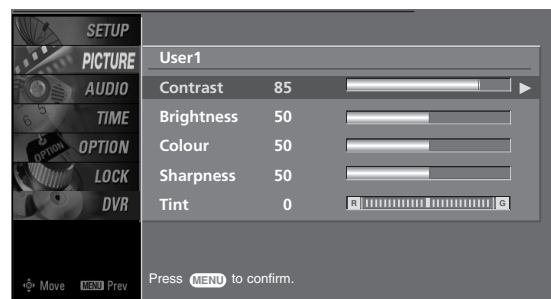 SETUP
PICTURE
AUDIO
TIME
OPTION
LOCK
DVR
Move MENU Prev
User1
Contrast 85
Brightness 50
Colour 50
Sharpness 50
Tint 0 R G
Press MENU to confirm.